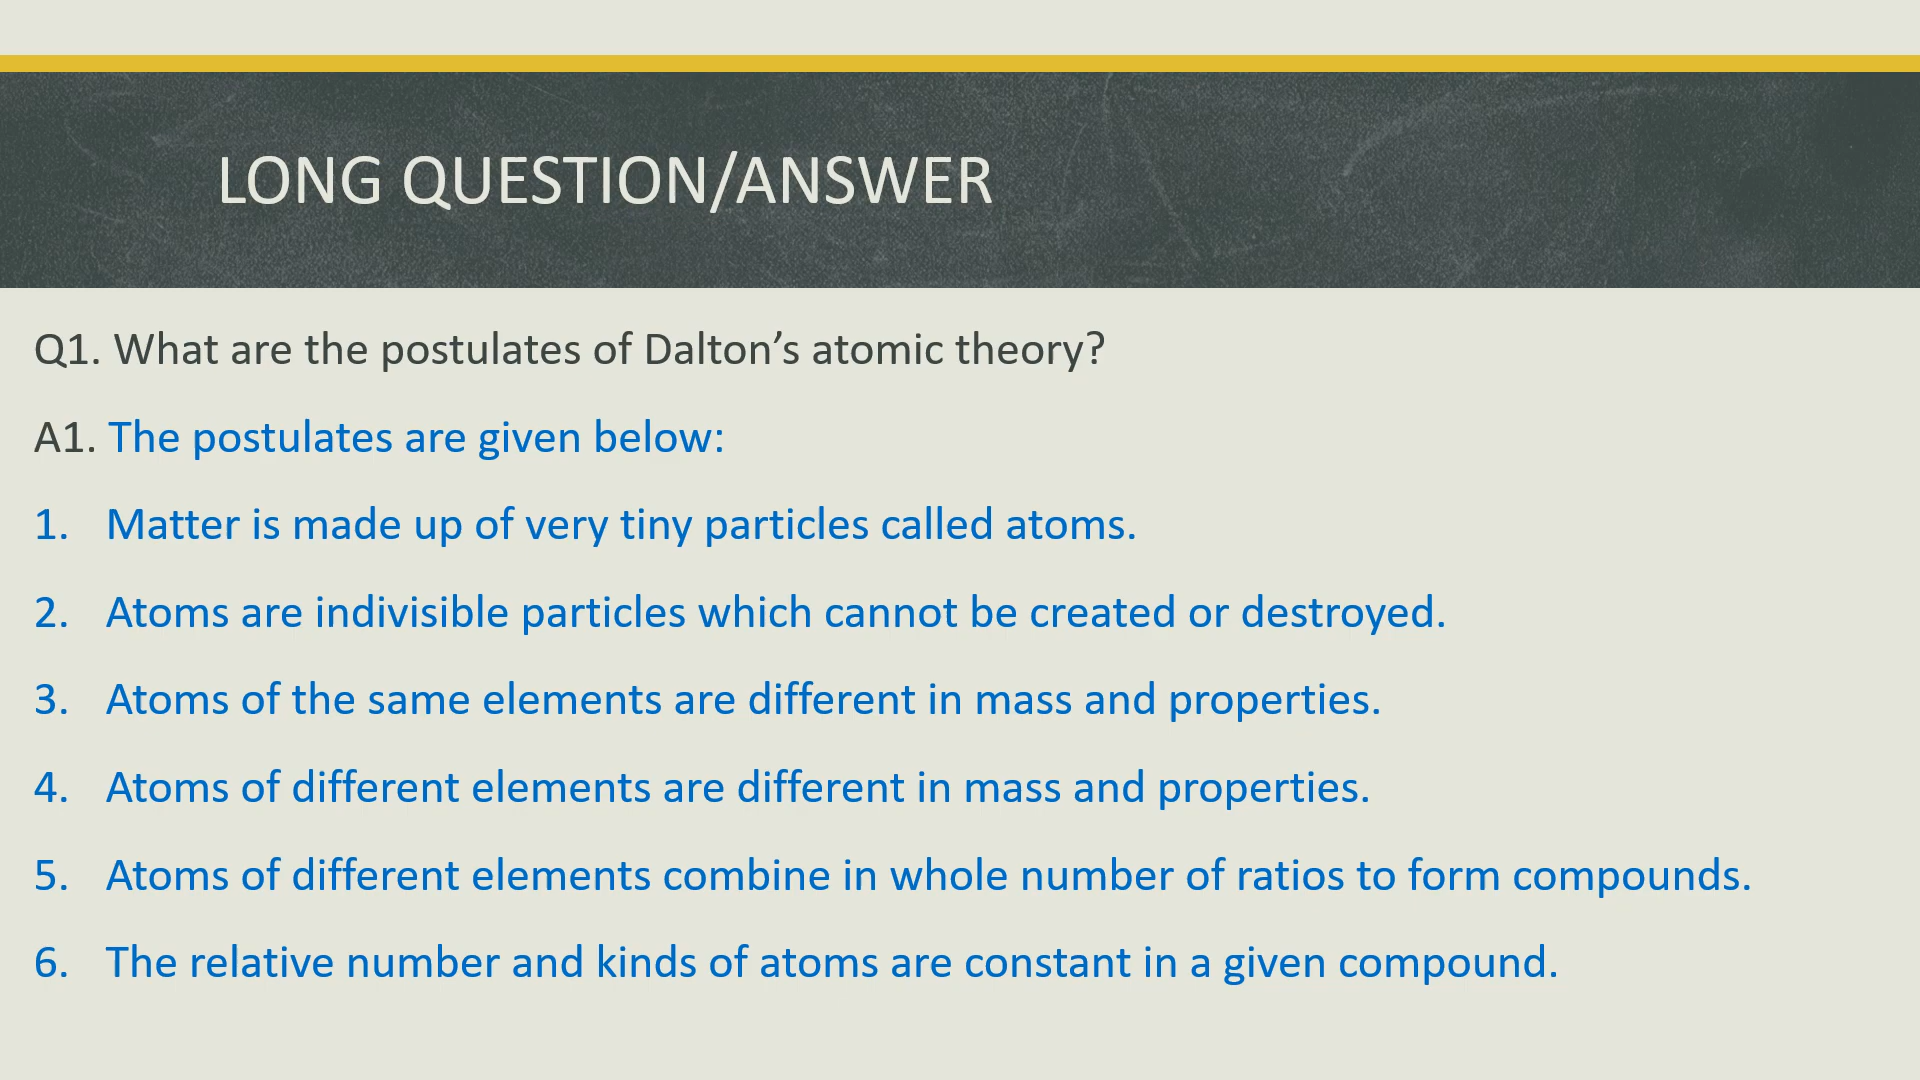 LONG QUESTION/ANSWER
Q1. What are the postulates of Dalton’s atomic theory?
A1. The postulates are given below:
1. Matter is made up of very tiny particles called atoms.
2. Atoms are indivisible particles which cannot be created or destroyed.
3. Atoms of the same elements are different in mass and properties.
4. Atoms of different elements are different in mass and properties.
5. Atoms of different elements combine in whole number of ratios to form compounds.
6. The relative number and kinds of atoms are constant in a given compound.